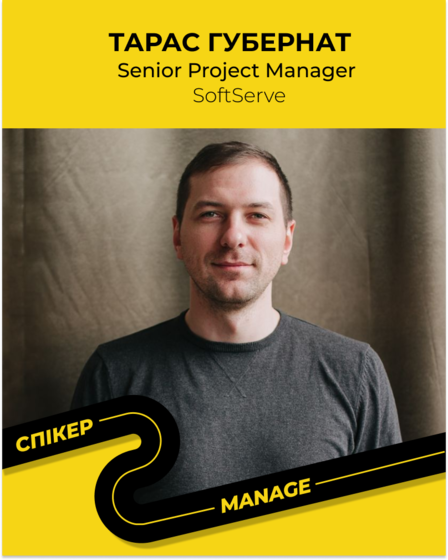 ТАРАС ГУБЕРНАТ
Senior Project Manager
SoftServe
СПІКЕР
MANAGE